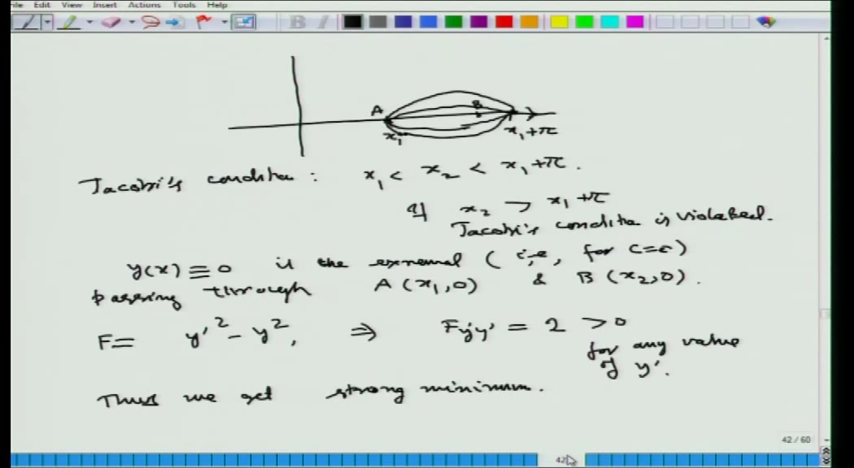 File Edit View Insert Actions Tools Help
A B
x₁ x₁+π
Jacobi's condition : x₁ < x₂ < x₁+π .
If x₂ > x₁+π
Jacobi's condition is violated.
y(x) ≡ 0 is the extremal ( i,e, for c=0)
passing through A(x₁,0) & B(x₂,0) .
F= y'² - y² , ⇒ Fy'y' = 2 >0
for any value
of y'.
Thus we get strong minimum.
42 / 60
42